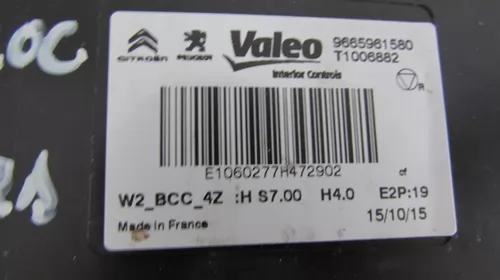 CITROËN PEUGEOT Valeo 9665961580
T1006882
Interior Controls
R
E1060277H472902
cf
W2_BCC_4Z :H S7.00 H4.0 E2P:19
15/10/15
Made in France